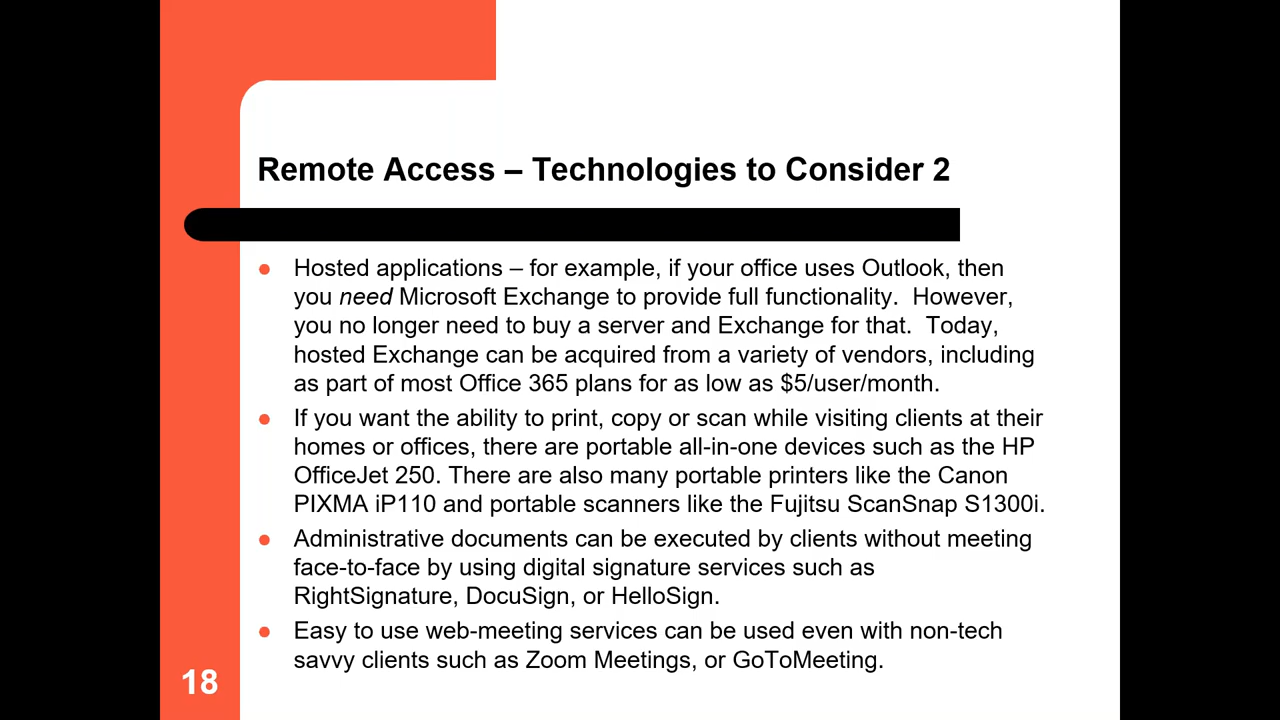 Remote Access – Technologies to Consider 2
Hosted applications – for example, if your office uses Outlook, then
you need Microsoft Exchange to provide full functionality.  However,
you no longer need to buy a server and Exchange for that.  Today,
hosted Exchange can be acquired from a variety of vendors, including
as part of most Office 365 plans for as low as $5/user/month.
If you want the ability to print, copy or scan while visiting clients at their
homes or offices, there are portable all-in-one devices such as the HP
OfficeJet 250. There are also many portable printers like the Canon
PIXMA iP110 and portable scanners like the Fujitsu ScanSnap S1300i.
Administrative documents can be executed by clients without meeting
face-to-face by using digital signature services such as
RightSignature, DocuSign, or HelloSign.
Easy to use web-meeting services can be used even with non-tech
savvy clients such as Zoom Meetings, or GoToMeeting.
18